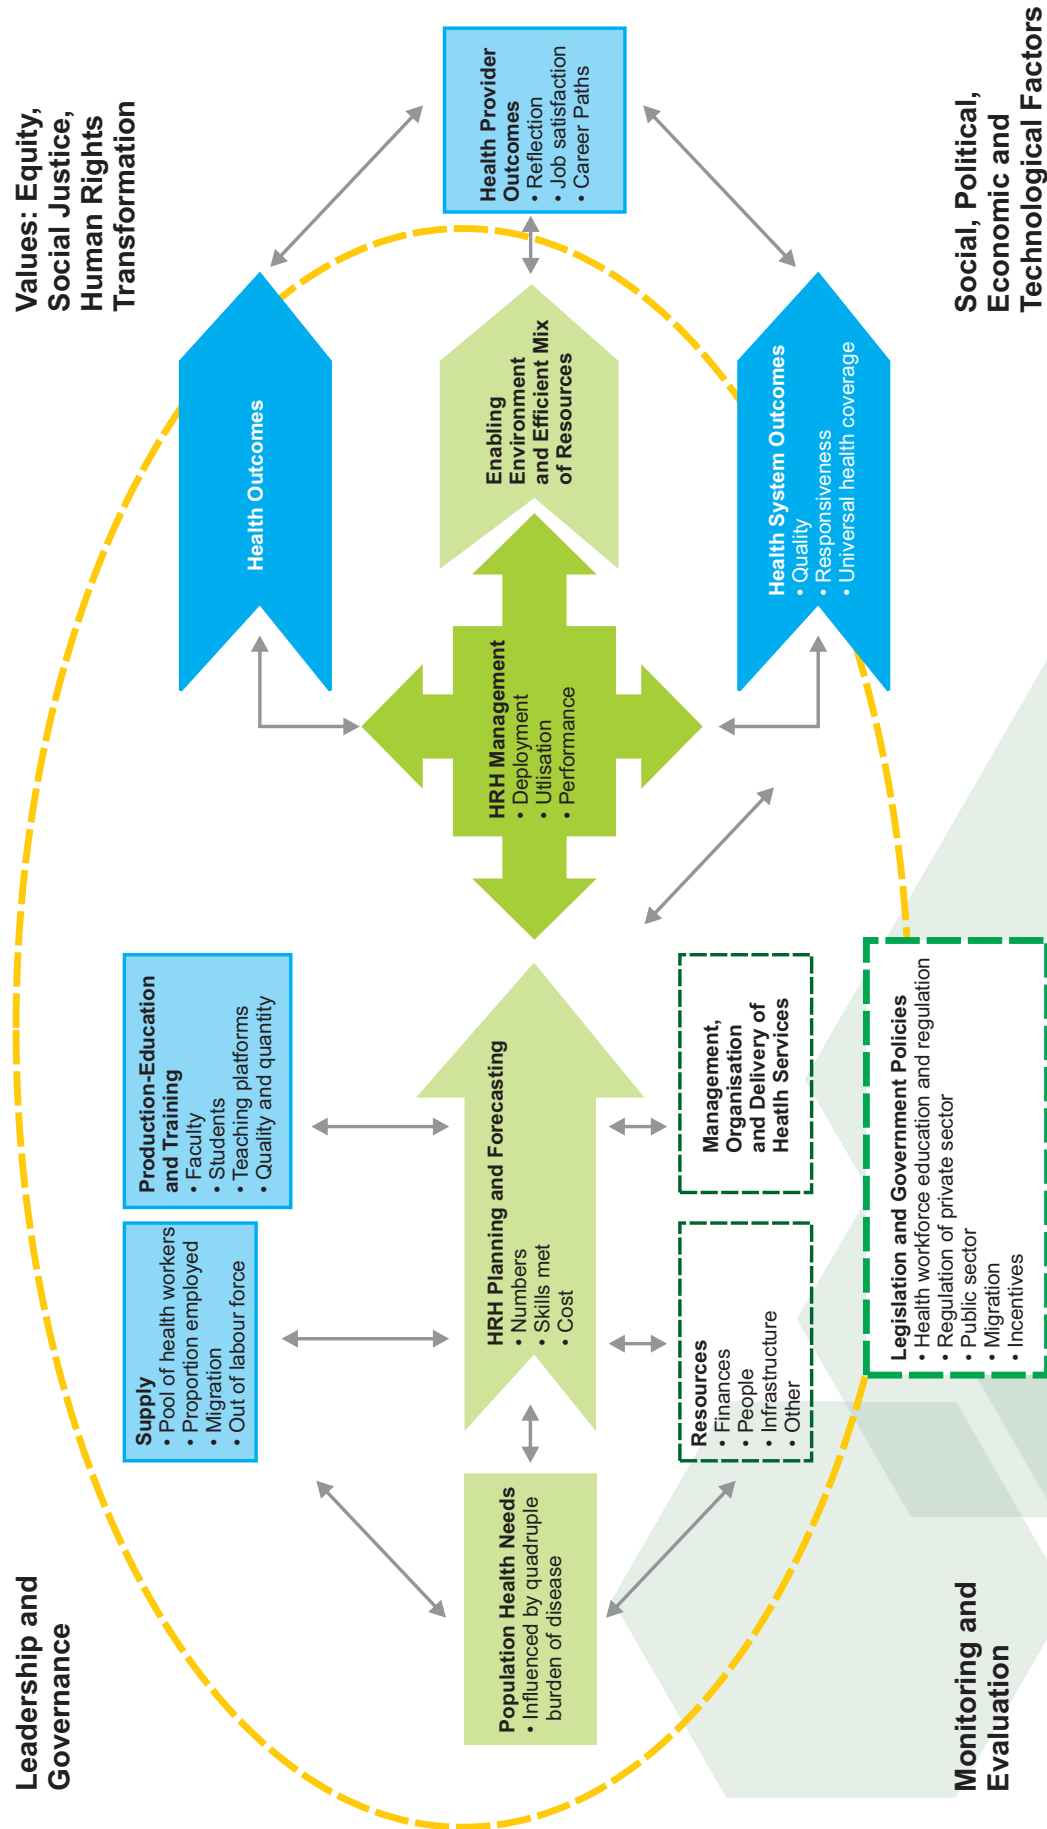 Leadership and
Governance
Values: Equity,
Social Justice,
Human Rights
Transformation
Supply
• Pool of health workers
• Proportion employed
• Migration
• Out of labour force
Production-Education
and Training
• Faculty
• Students
• Teaching platforms
• Quality and quantity
Health Outcomes
Population Health Needs
• Influenced by quadruple
burden of disease
HRH Planning and Forecasting
• Numbers
• Skills met
• Cost
HRH Management
• Deployment
• Utlisation
• Performance
Enabling
Environment
and Efficient Mix
of Resources
Health Provider
Outcomes
• Reflection
• Job satisfaction
• Career Paths
Resources
• Finances
• People
• Infrastructure
• Other
Management,
Organisation
and Delivery of
Heatlh Services
Health System Outcomes
• Quality
• Responsiveness
• Universal health coverage
Legislation and Government Policies
• Health workforce education and regulation
• Regulation of private sector
• Public sector
• Migration
• Incentives
Monitoring and
Evaluation
Social, Political,
Economic and
Technological Factors